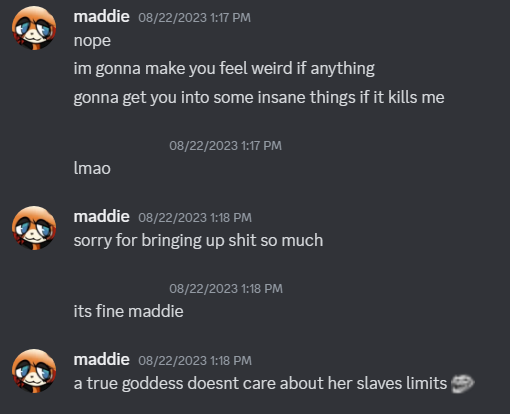 maddie 08/22/2023 1:17 PM
nope
im gonna make you feel weird if anything
gonna get you into some insane things if it kills me
08/22/2023 1:17 PM
lmao
maddie 08/22/2023 1:18 PM
sorry for bringing up shit so much
08/22/2023 1:18 PM
its fine maddie
maddie 08/22/2023 1:18 PM
a true goddess doesnt care about her slaves limits